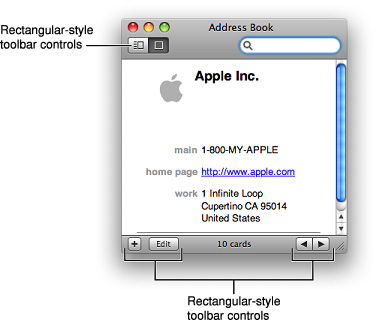 Address Book
Rectangular-style
toolbar controls
Apple Inc.
main 1-800-MY-APPLE
home page http://www.apple.com
work 1 Infinite Loop
Cupertino CA 95014
United States
+ Edit 10 cards
Rectangular-style
toolbar controls